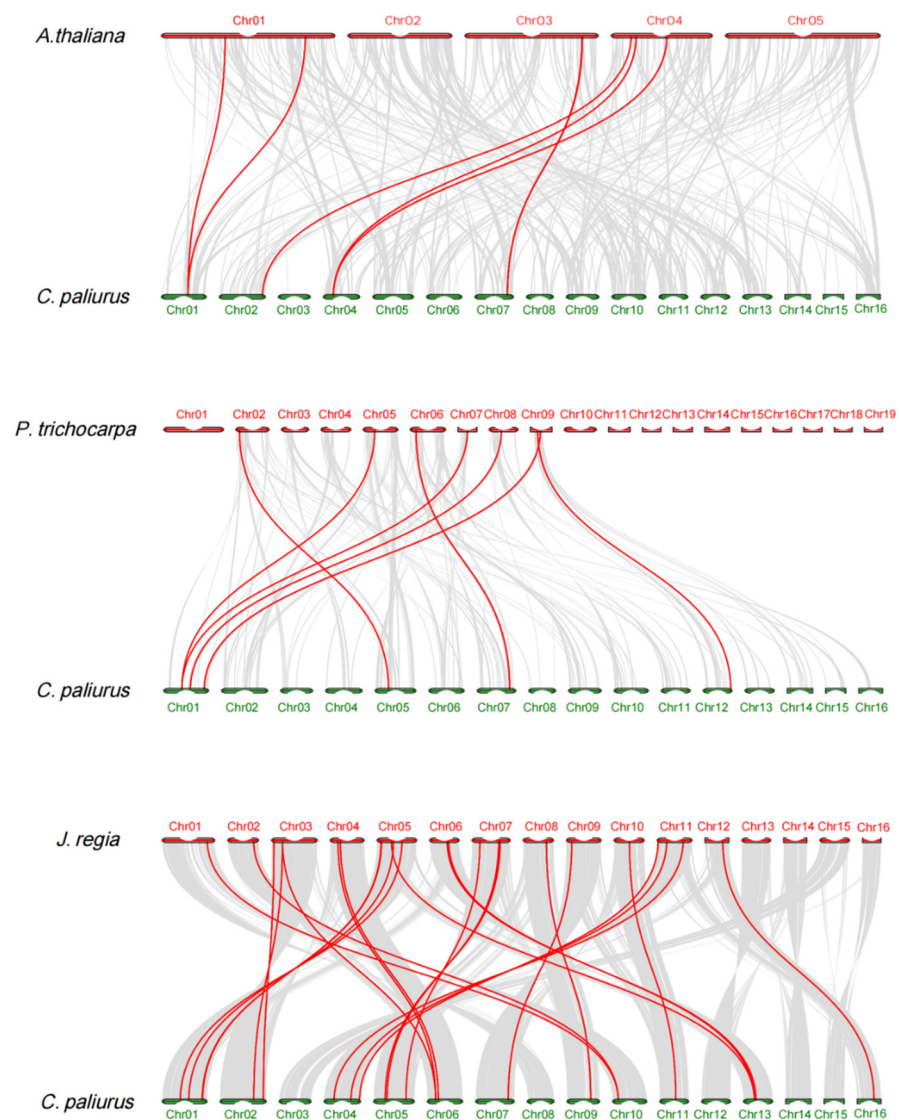 Chr01 Chr02 Chr03 Chr04 Chr05
A.thaliana
C. paliurus
Chr01 Chr02 Chr03 Chr04 Chr05 Chr06 Chr07 Chr08 Chr09 Chr10 Chr11 Chr12 Chr13 Chr14 Chr15 Chr16
Chr01 Chr02 Chr03 Chr04 Chr05 Chr06 Chr07 Chr08 Chr09 Chr10 Chr11 Chr12 Chr13 Chr14 Chr15 Chr16 Chr17 Chr18 Chr19
P. trichocarpa
C. paliurus
Chr01 Chr02 Chr03 Chr04 Chr05 Chr06 Chr07 Chr08 Chr09 Chr10 Chr11 Chr12 Chr13 Chr14 Chr15 Chr16
Chr01 Chr02 Chr03 Chr04 Chr05 Chr06 Chr07 Chr08 Chr09 Chr10 Chr11 Chr12 Chr13 Chr14 Chr15 Chr16
J. regia
C. paliurus
Chr01 Chr02 Chr03 Chr04 Chr05 Chr06 Chr07 Chr08 Chr09 Chr10 Chr11 Chr12 Chr13 Chr14 Chr15 Chr16